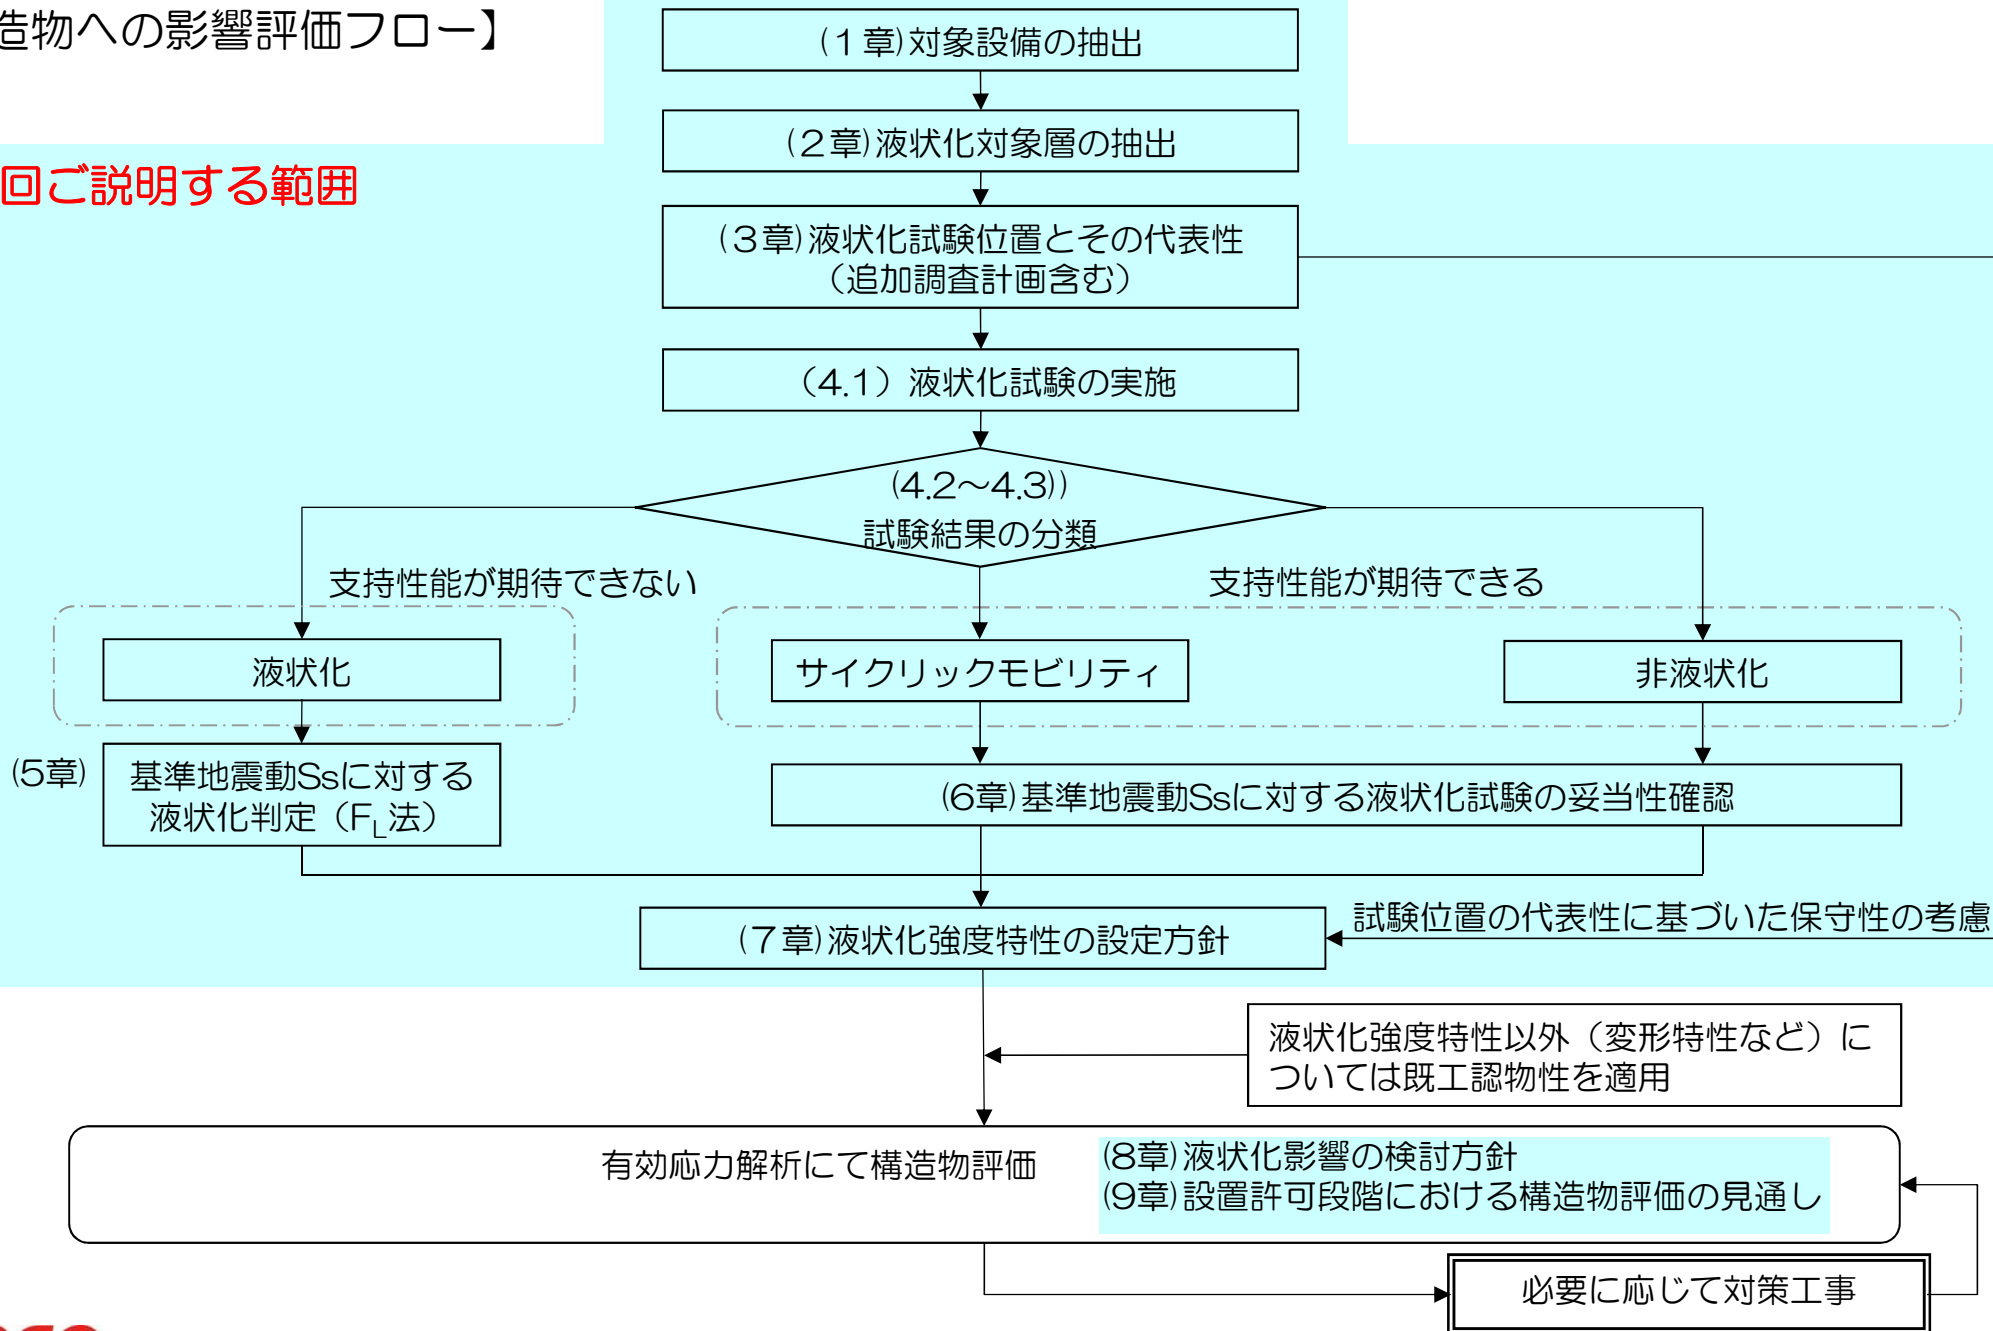 造物への影響評価フロー】
回ご説明する範囲
(1章)対象設備の抽出
(2章)液状化対象層の抽出
(3章)液状化試験位置とその代表性
（追加調査計画含む）
（4.1）液状化試験の実施
(4.2～4.3))
試験結果の分類
支持性能が期待できない
支持性能が期待できる
液状化
サイクリックモビリティ
非液状化
(5章)
基準地震動Ssに対する
液状化判定（FL法）
(6章)基準地震動Ssに対する液状化試験の妥当性確認
(7章)液状化強度特性の設定方針
試験位置の代表性に基づいた保守性の考慮
液状化強度特性以外（変形特性など）に
ついては既工認物性を適用
有効応力解析にて構造物評価
(8章)液状化影響の検討方針
(9章)設置許可段階における構造物評価の見通し
必要に応じて対策工事